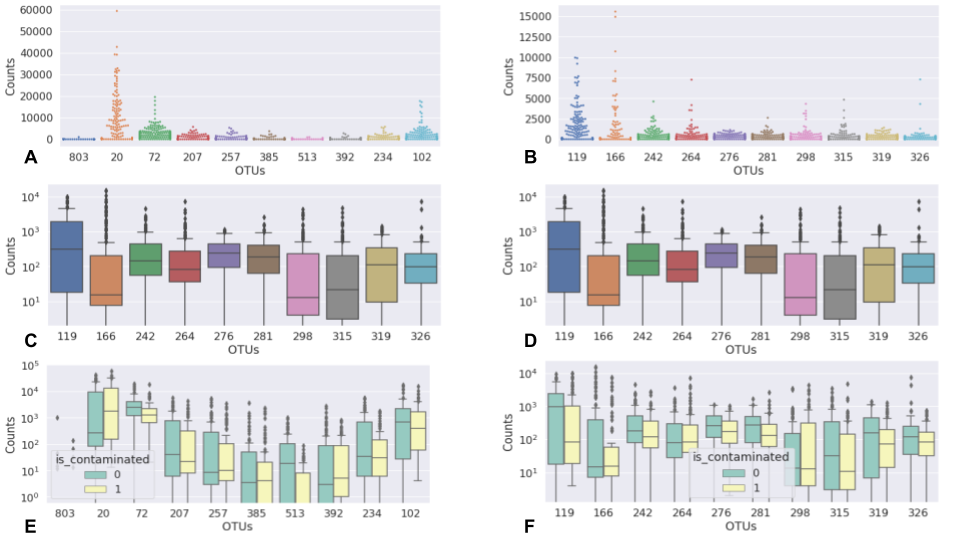 60000
50000
40000
30000
20000
10000
0
Counts
803 20 72 207 257 385 513 392 234 102
OTUs
A
15000
12500
10000
7500
5000
2500
0
Counts
119 166 242 264 276 281 298 315 319 326
OTUs
B
10⁴
10³
10²
10¹
Counts
119 166 242 264 276 281 298 315 319 326
OTUs
C
10⁴
10³
10²
10¹
Counts
119 166 242 264 276 281 298 315 319 326
OTUs
D
10⁵
10⁴
10³
10²
10¹
10⁰
Counts
is_contaminated
0
1
803 20 72 207 257 385 513 392 234 102
OTUs
E
10⁴
10³
10²
10¹
Counts
is_contaminated
0
1
119 166 242 264 276 281 298 315 319 326
OTUs
F